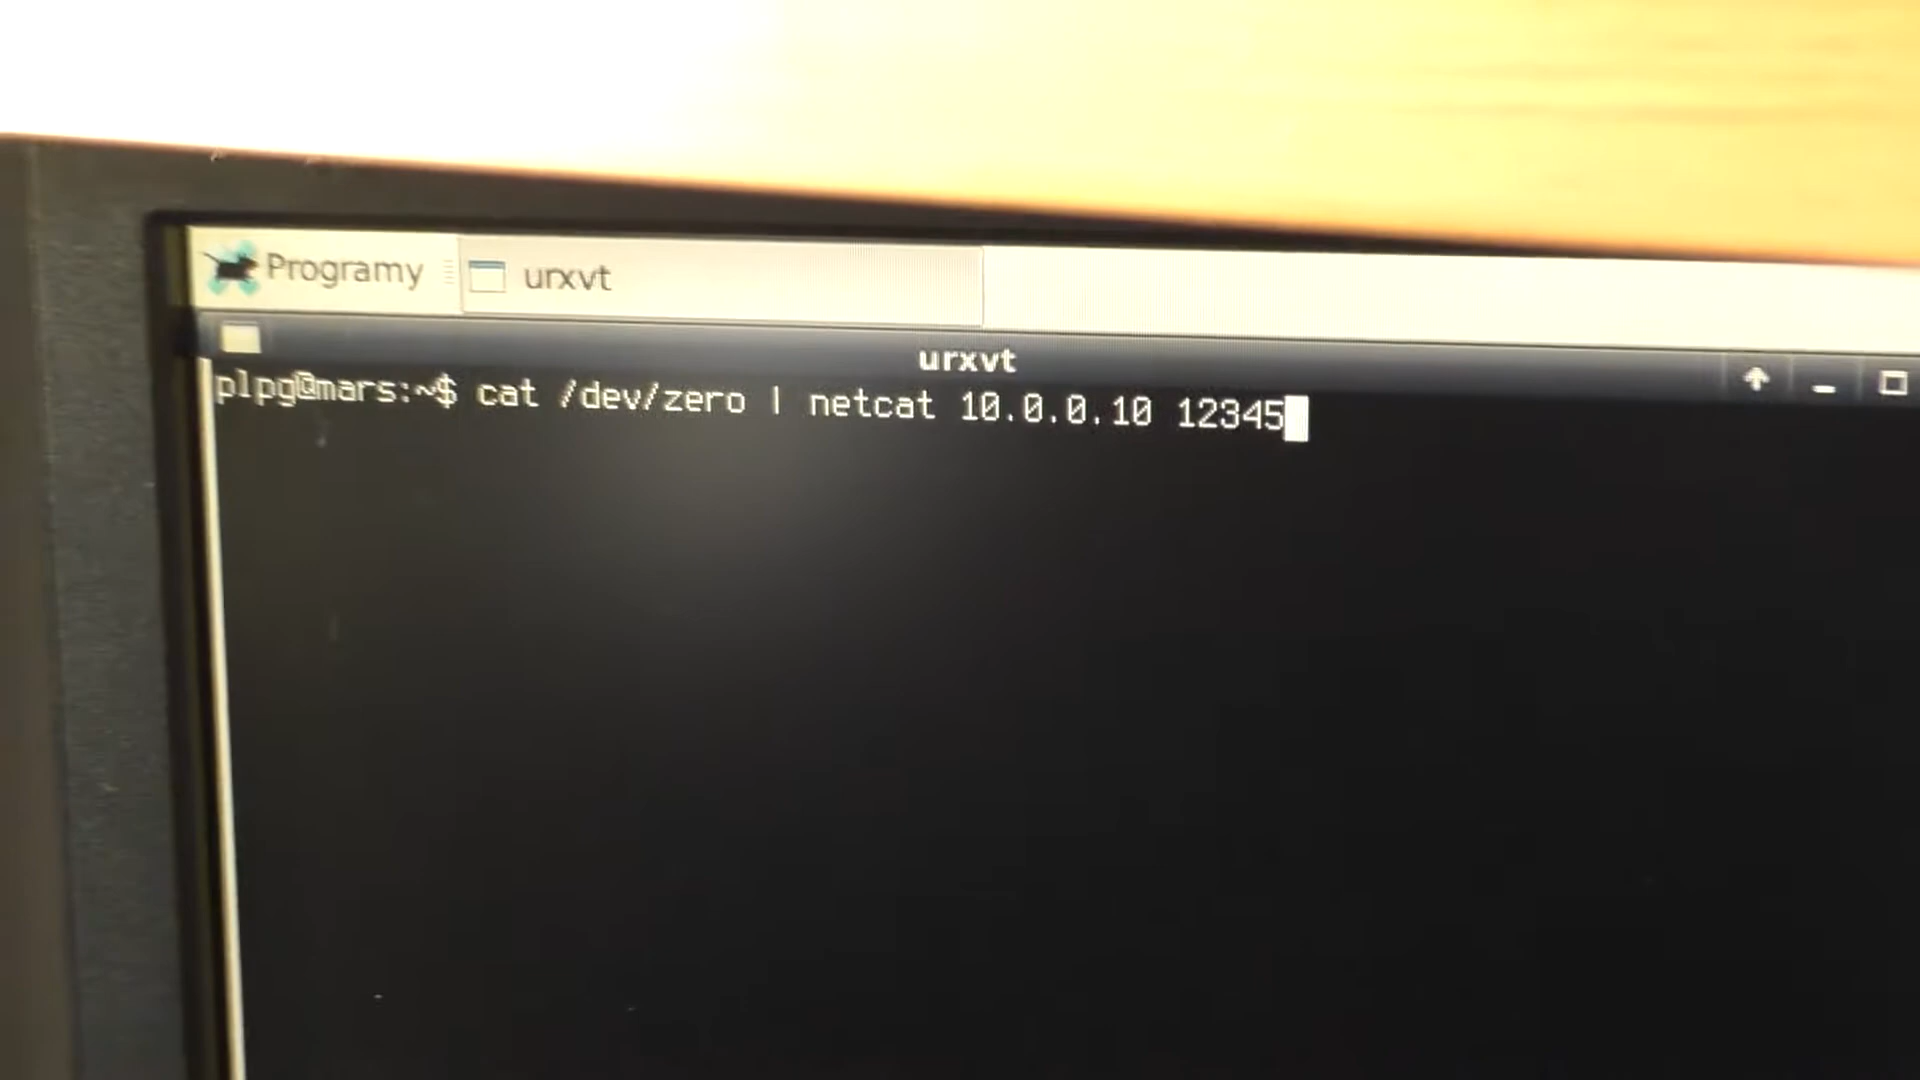 Programy urxvt
urxvt
plpg@mars:~$ cat /dev/zero | netcat 10.0.0.10 12345